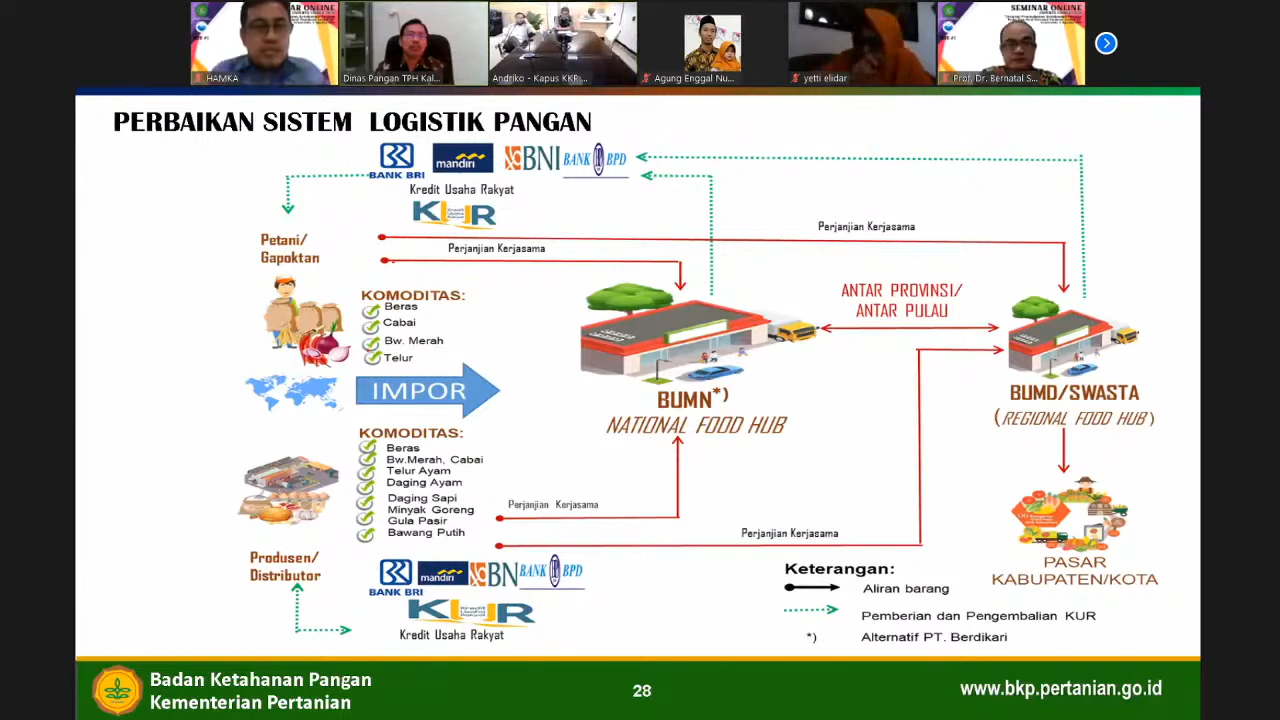 SEMINAR ONLINE
HAMKA
Dinas Pangan TPH Kal...
Andriko - Kapus KKP ...
Agung Enggal Nu...
yetti elidar
Prof. Dr. Bernatal S...
PERBAIKAN SISTEM LOGISTIK PANGAN
BANK BRI
mandiri
BNI
BANK BPD
Kredit Usaha Rakyat
KUR
Perjanjian Kerjasama
Perjanjian Kerjasama
Petani/
Gapoktan
KOMODITAS:
Beras
Cabai
Bw. Merah
Telur
ANTAR PROVINSI/
ANTAR PULAU
IMPOR
BUMN*)
NATIONAL FOOD HUB
BUMD/SWASTA
(REGIONAL FOOD HUB)
KOMODITAS:
Beras
Bw.Merah, Cabai
Telur Ayam
Daging Ayam
Daging Sapi
Minyak Goreng
Gula Pasir
Bawang Putih
Perjanjian Kerjasama
Perjanjian Kerjasama
Produsen/
Distributor
BANK BRI
mandiri
BN
BANK BPD
KUR
Kredit Usaha Rakyat
PASAR
KABUPATEN/KOTA
Keterangan:
Aliran barang
Pemberian dan Pengembalian KUR
*) Alternatif PT. Berdikari
Badan Ketahanan Pangan
Kementerian Pertanian
28
www.bkp.pertanian.go.id